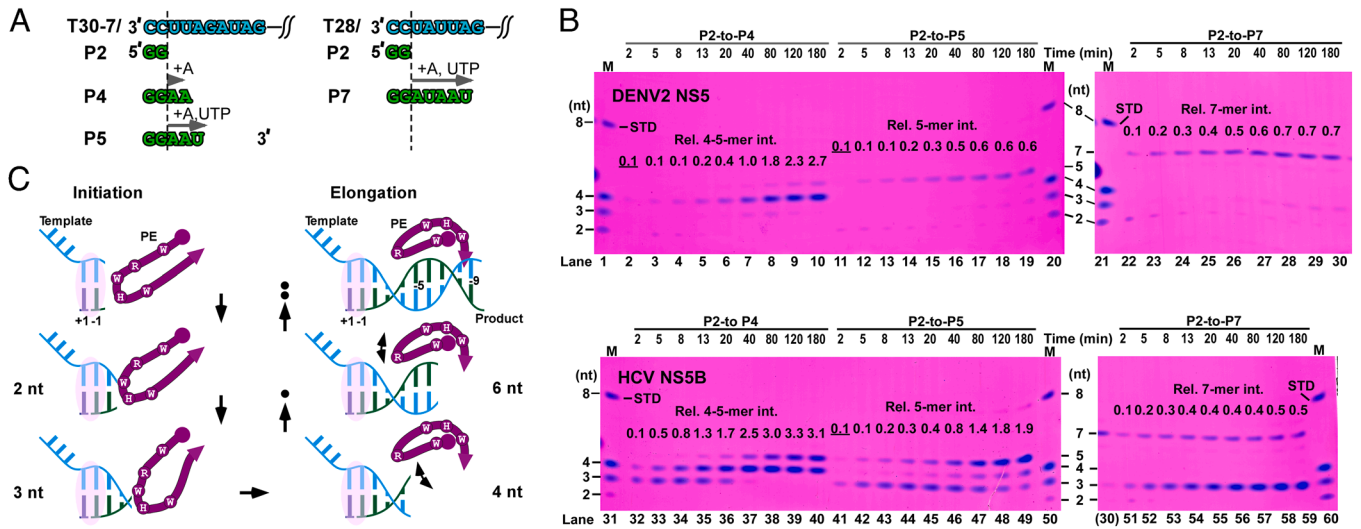 A
T30-7/ 3' CCUUAGAUAG
P2 5' GG
+A
P4 GGAA
+A,UTP
P5 GGAAU 3'
T28/ 3' CCUAUUAG
P2 GG
+A, UTP
P7 GGAUAAU
B
P2-to-P4 P2-to-P5 P2-to-P7
2 5 8 13 20 40 80 120 180 2 5 8 13 20 40 80 120 180 Time (min) 2 5 8 13 20 40 80 120 180
M M M
(nt) DENV2 NS5 (nt)
8 STD 8 STD
Rel. 4-5-mer int. Rel. 5-mer int. Rel. 7-mer int.
0.1 0.1 0.1 0.2 0.4 1.0 1.8 2.3 2.7 0.1 0.1 0.1 0.2 0.3 0.5 0.6 0.6 0.6 0.1 0.2 0.3 0.4 0.5 0.6 0.7 0.7 0.7
7
5
4 4
3 3
2 2
Lane 1 2 3 4 5 6 7 8 9 10 11 12 13 14 15 16 17 18 19 20 21 22 23 24 25 26 27 28 29 30
P2-to P4 P2-to-P5 P2-to-P7
2 5 8 13 20 40 80 120 180 2 5 8 13 20 40 80 120 180 Time (min) 2 5 8 13 20 40 80 120 180
M M M
(nt) HCV NS5B (nt)
8 STD 8 STD
Rel. 4-5-mer int. Rel. 5-mer int. Rel. 7-mer int.
0.1 0.5 0.8 1.3 1.7 2.5 3.0 3.3 3.1 0.1 0.1 0.2 0.3 0.4 0.8 1.4 1.8 1.9 0.1 0.2 0.3 0.4 0.4 0.4 0.4 0.5 0.5
7
5
4 4
3 3
2 2
Lane 31 32 33 34 35 36 37 38 39 40 41 42 43 44 45 46 47 48 49 50 (30) 51 52 53 54 55 56 57 58 59 60
C
Initiation Elongation
Template PE
W
R
W
H
W
+1 -1
2 nt
W
R
W
H
W
3 nt
W
R
W
H
W
Template PE
W
H
W
R
W
-5 -9
+1 -1 Product
W
H
W
R
W
6 nt
W
H
W
R
W
4 nt